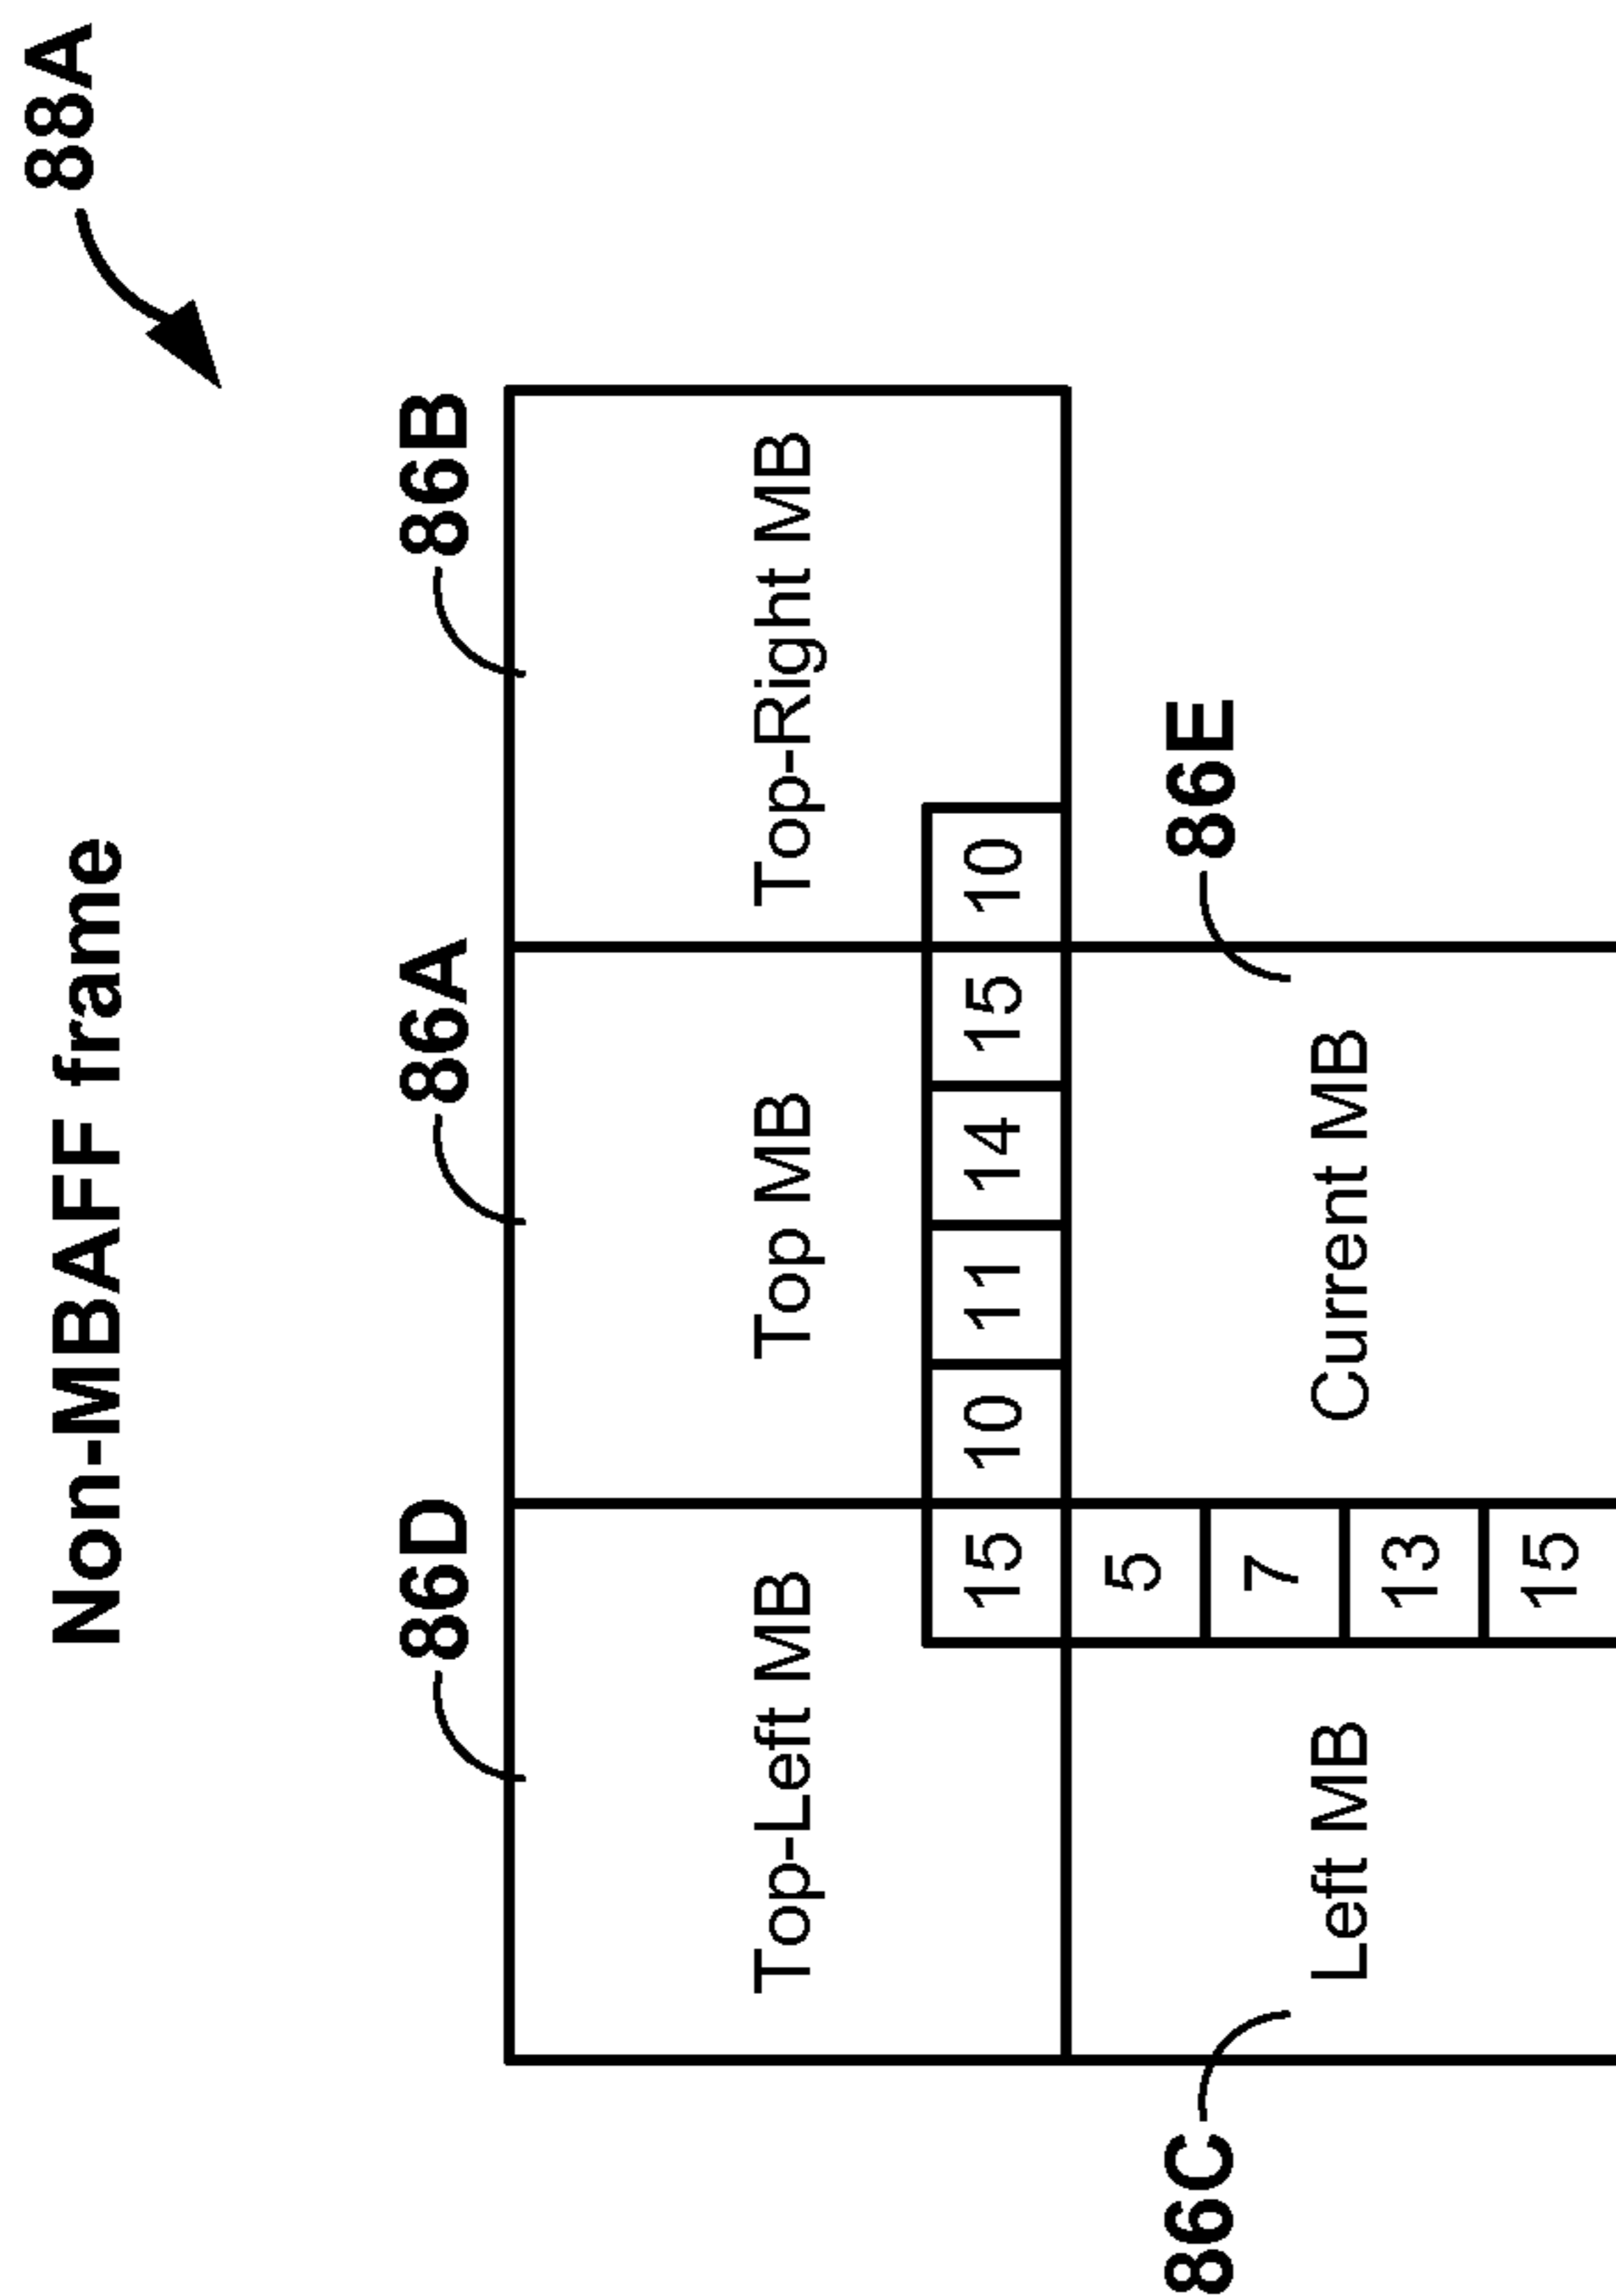 Non-MBAFF frame
88A
86D
86A
86B
Top-Left MB
Top MB
Top-Right MB
15 10 11 14 15 10
86E
86C
Left MB
Current MB
5
7
13
15